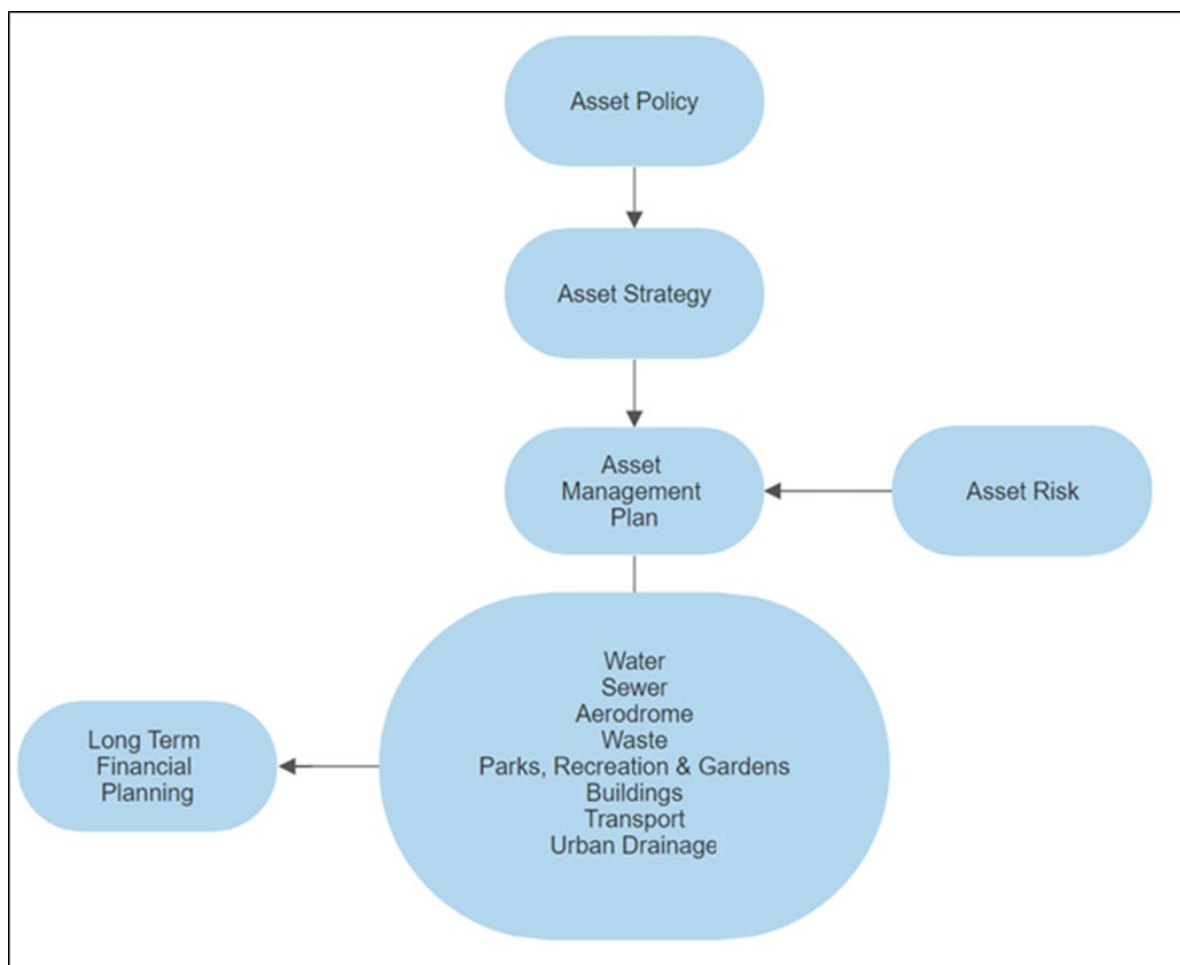 Asset Policy
Asset Strategy
Asset
Management
Plan
Asset Risk
Water
Sewer
Aerodrome
Waste
Parks, Recreation & Gardens
Buildings
Transport
Urban Drainage
Long Term
Financial
Planning